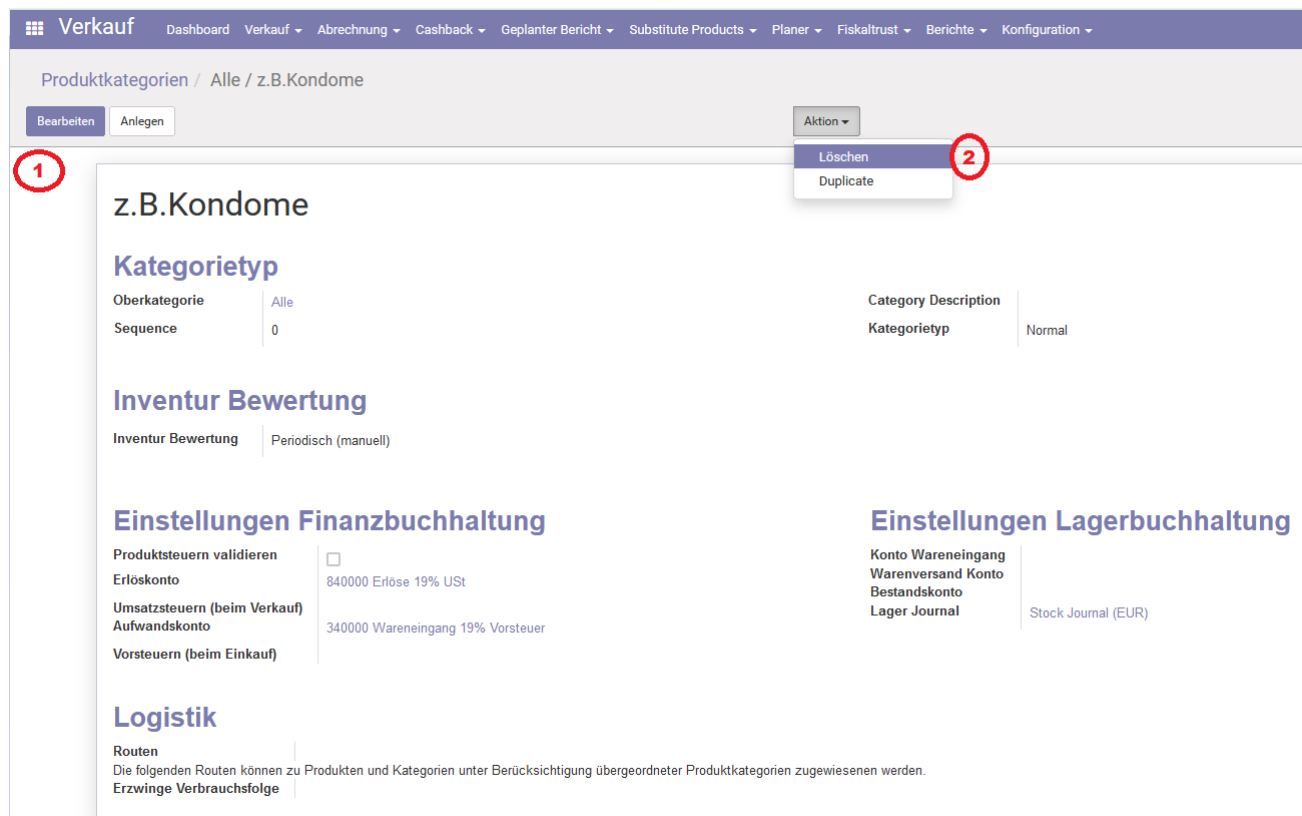 Verkauf Dashboard Verkauf Abrechnung Cashback Geplanter Bericht Substitute Products Planer Fiskaltrust Berichte Konfiguration
Produktkategorien / Alle / z.B.Kondome
Bearbeiten Anlegen Aktion
1
Löschen 2
Duplicate
z.B.Kondome
Kategorietyp
Oberkategorie Alle Category Description
Sequence 0 Kategorietyp Normal
Inventur Bewertung
Inventur Bewertung Periodisch (manuell)
Einstellungen Finanzbuchhaltung Einstellungen Lagerbuchhaltung
Produktsteuern validieren Konto Wareneingang
Erlöskonto 840000 Erlöse 19% USt Warenversand Konto
Bestandskonto
Umsatzsteuern (beim Verkauf) Lager Journal Stock Journal (EUR)
Aufwandskonto 340000 Wareneingang 19% Vorsteuer
Vorsteuern (beim Einkauf)
Logistik
Routen
Die folgenden Routen können zu Produkten und Kategorien unter Berücksichtigung übergeordneter Produktkategorien zugewiesenen werden.
Erzwinge Verbrauchsfolge